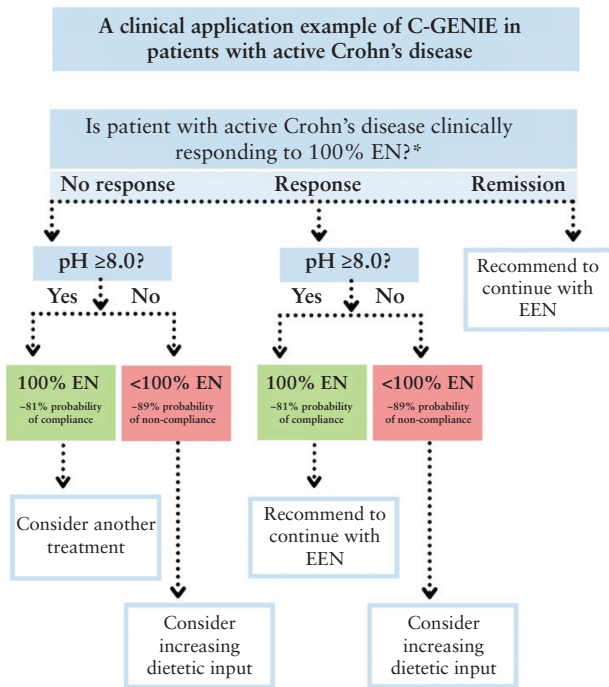 A clinical application example of C-GENIE in
patients with active Crohn's disease
Is patient with active Crohn's disease clinically
responding to 100% EN?*
No response Response Remission
pH ≥8.0?
Yes No
pH ≥8.0?
Yes No
Recommend to
continue with
EEN
100% EN
~81% probability
of compliance
<100% EN
~89% probability
of non-compliance
100% EN
~81% probability
of compliance
<100% EN
~89% probability
of non-compliance
Consider another
treatment
Recommend to
continue with
EEN
Consider
increasing
dietetic input
Consider
increasing
dietetic input